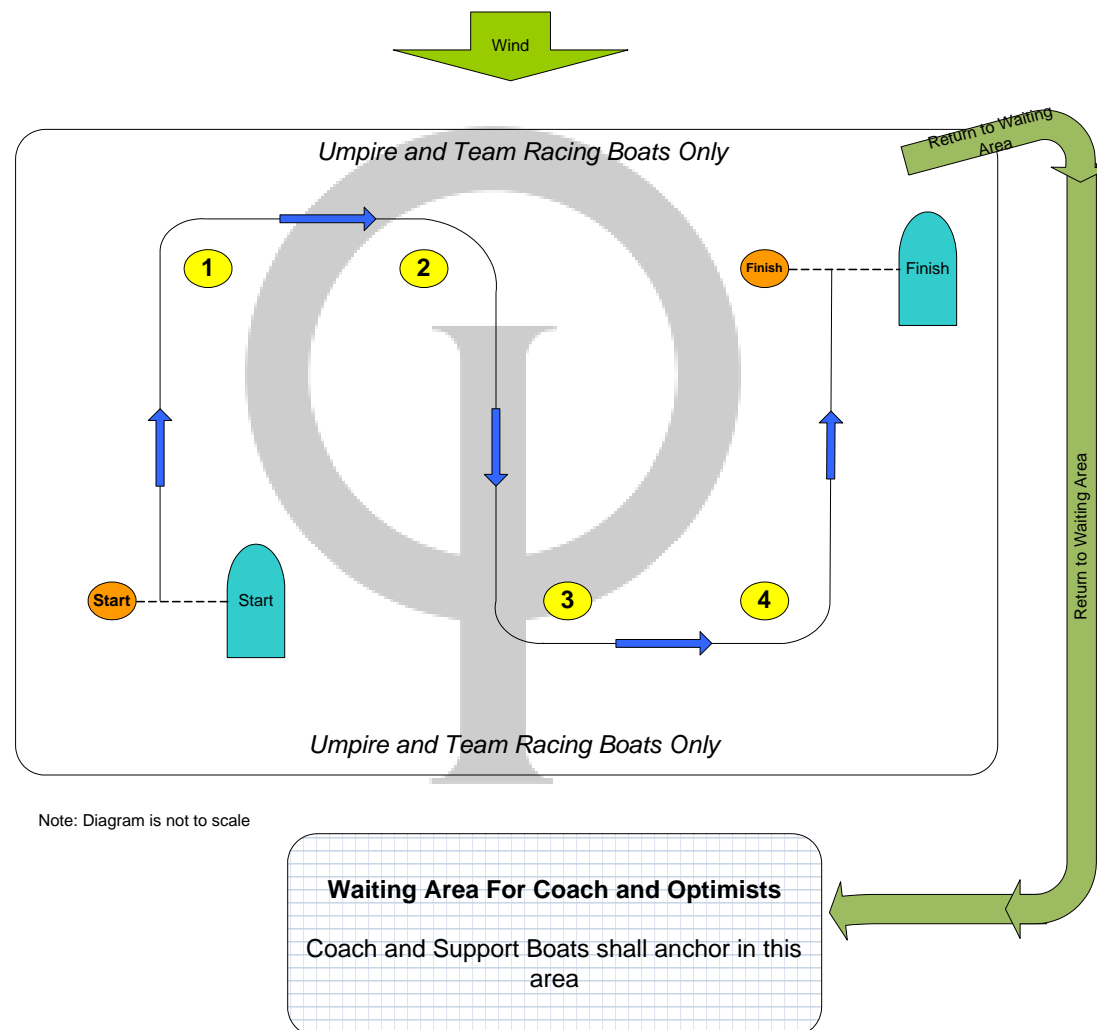 Wind
Return to Waiting
Area
Umpire and Team Racing Boats Only
1
2
Finish
Finish
Start
Start
3
4
Return to Waiting Area
Umpire and Team Racing Boats Only
Note: Diagram is not to scale
Waiting Area For Coach and Optimists
Coach and Support Boats shall anchor in this
area